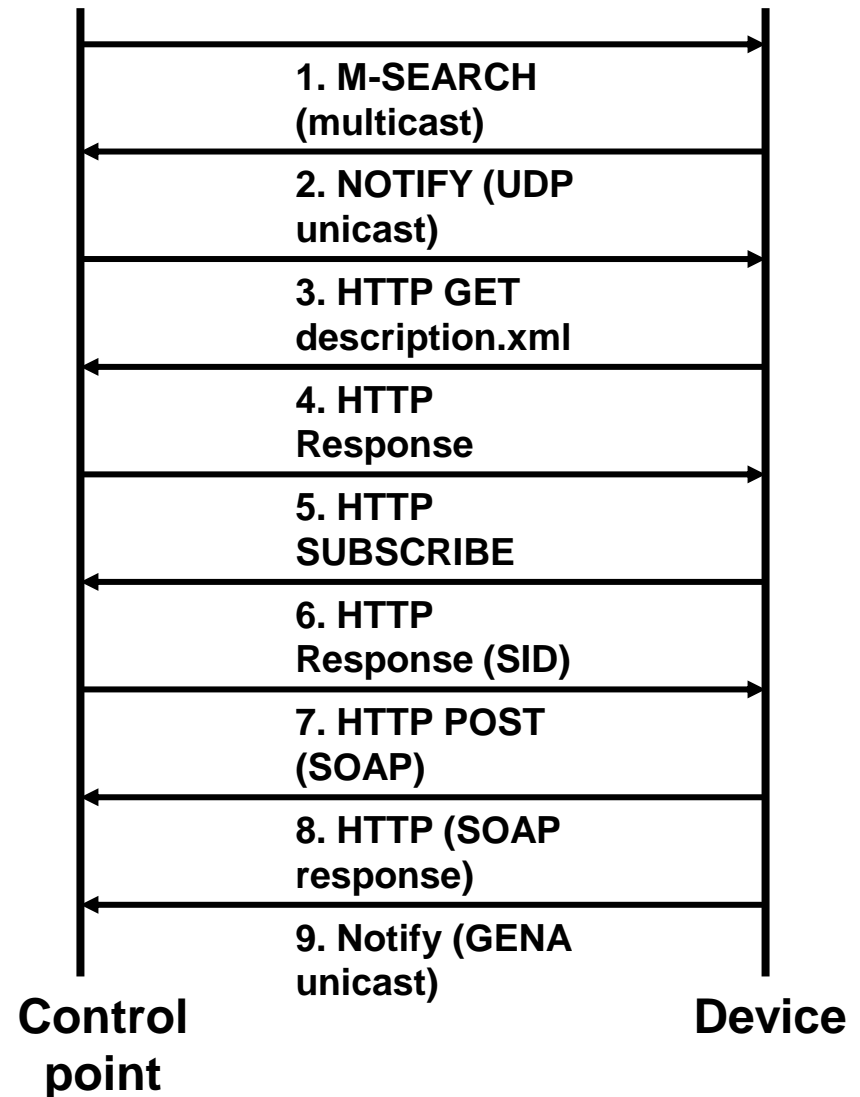 1. M-SEARCH
(multicast)
2. NOTIFY (UDP
unicast)
3. HTTP GET
description.xml
4. HTTP
Response
5. HTTP
SUBSCRIBE
6. HTTP
Response (SID)
7. HTTP POST
(SOAP)
8. HTTP (SOAP
response)
9. Notify (GENA
unicast)
Control
point
Device